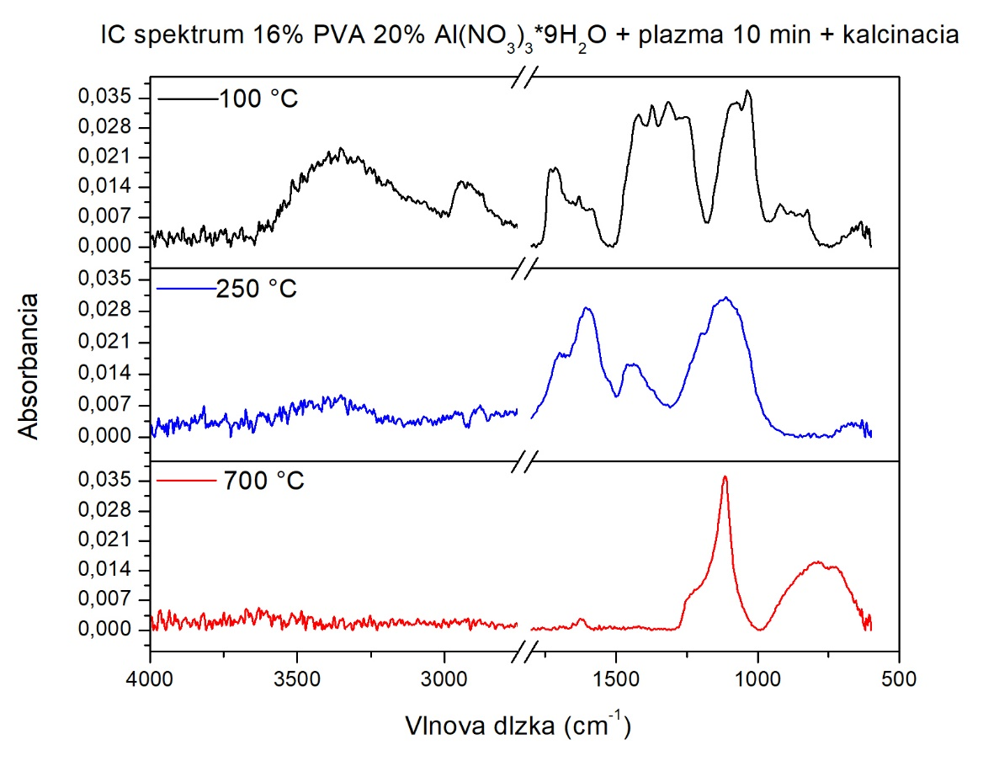 IC spektrum 16% PVA 20% Al(NO3)3*9H2O + plazma 10 min + kalcinacia
100 °C
0,035
0,028
0,021
0,014
0,007
0,000
250 °C
0,035
0,028
0,021
0,014
0,007
0,000
700 °C
0,035
0,028
0,021
0,014
0,007
0,000
Absorbancia
4000 3500 3000 1500 1000 500
Vlnova dlzka (cm-1)